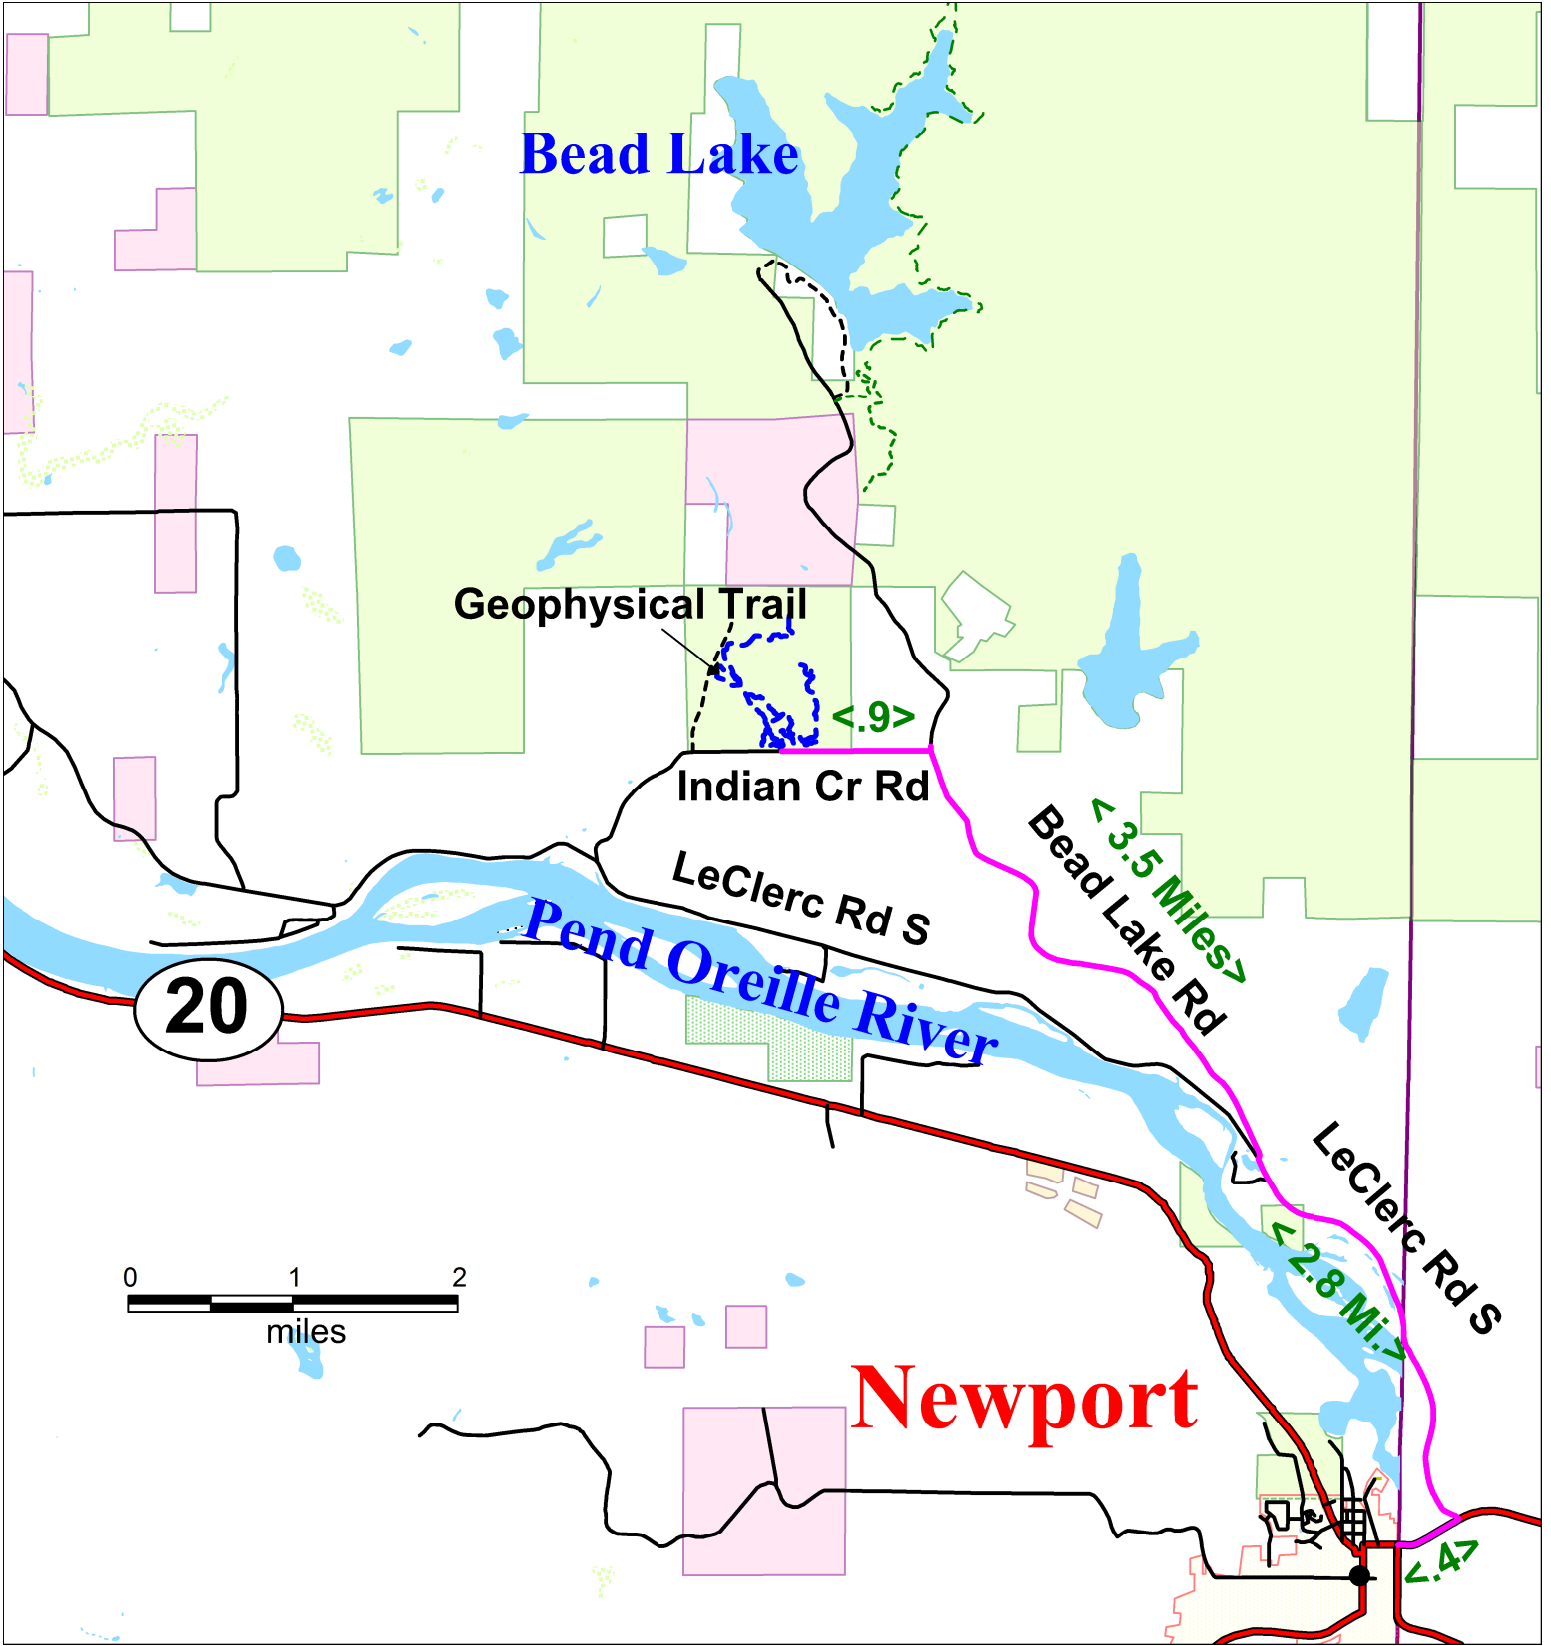 Bead Lake
Geophysical Trail
<.9>
Indian Cr Rd
< 3.5 Miles>
Bead Lake Rd
LeClerc Rd S
Pend Oreille River
20
LeClerc Rd S
< 2.8 Mi.>
0 1 2
miles
Newport
<.4>